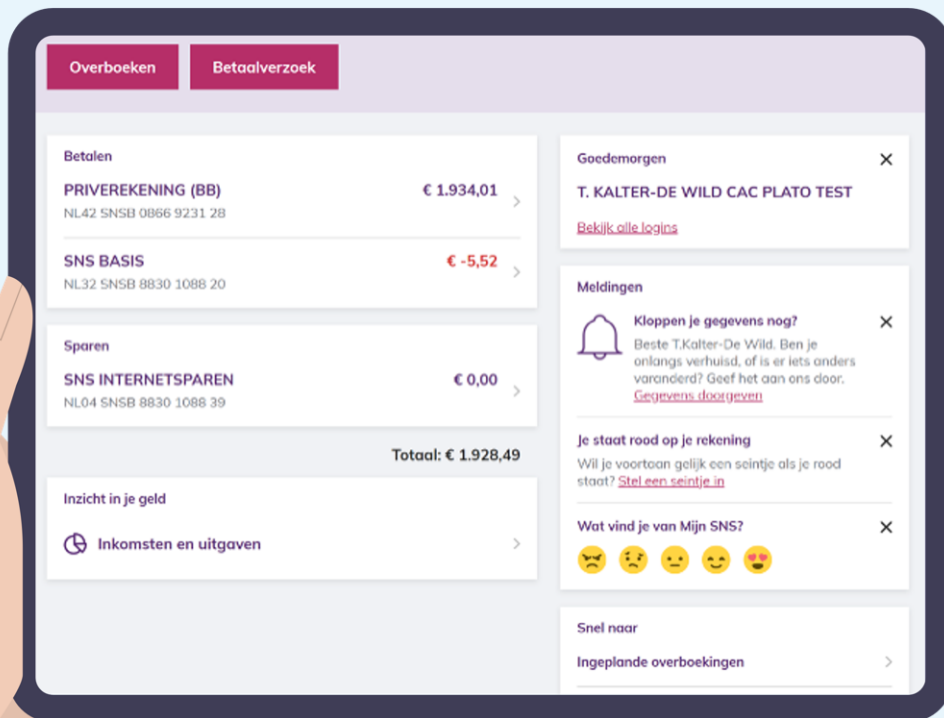 Overboeken
Betaalverzoek
Betalen
PRIVEREKENING (BB)
€ 1.934,01
NL42 SNSB 0866 9231 28
SNS BASIS
€ -5,52
NL32 SNSB 8830 1088 20
Sparen
SNS INTERNETSPAREN
€ 0,00
NL04 SNSB 8830 1088 39
Totaal: € 1.928,49
Inzicht in je geld
Inkomsten en uitgaven
Goedemorgen
T. KALTER-DE WILD CAC PLATO TEST
Bekijk alle logins
Meldingen
Kloppen je gegevens nog?
Beste T.Kalter-De Wild. Ben je
onlangs verhuisd, of is er iets anders
varanderd? Geef het aan ons door.
Gegevens doorgeven
Je staat rood op je rekening
Wil je voortaan gelijk een seintje als je rood
staat? Stel een seintje in
Wat vind je van Mijn SNS?
Snel naar
Ingeplande overboekingen